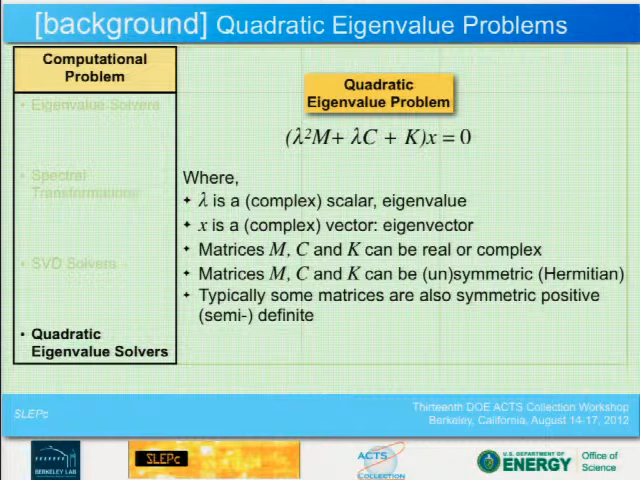 [background] Quadratic Eigenvalue Problems
Computational
Problem
• Eigenvalue Solvers
• Spectral
Transformations
• SVD Solvers
• Quadratic
Eigenvalue Solvers
Quadratic
Eigenvalue Problem
(λ²M+ λC + K)x = 0
Where,
✦ λ is a (complex) scalar, eigenvalue
✦ x is a (complex) vector: eigenvector
✦ Matrices M, C and K can be real or complex
✦ Matrices M, C and K can be (un)symmetric (Hermitian)
✦ Typically some matrices are also symmetric positive
(semi-) definite
SLEPc
Thirteenth DOE ACTS Collection Workshop
Berkeley, California, August 14-17, 2012
BERKELEY LAB
SLEPc
ACTS
COLLECTION
U.S. DEPARTMENT OF
ENERGY
Office of
Science